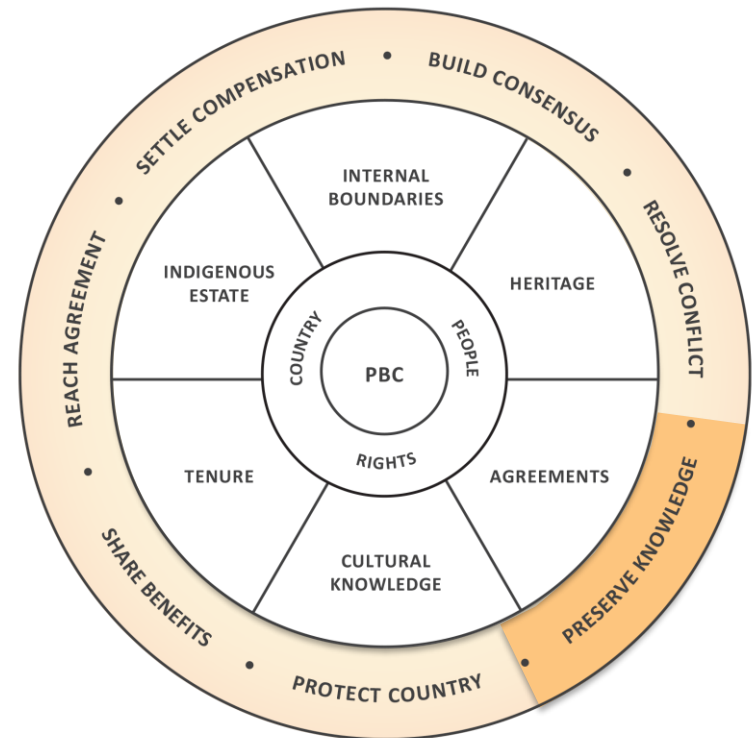 SETTLE COMPENSATION
BUILD CONSENSUS
RESOLVE CONFLICT
PRESERVE KNOWLEDGE
PROTECT COUNTRY
SHARE BENEFITS
REACH AGREEMENT
INTERNAL
BOUNDARIES
HERITAGE
AGREEMENTS
CULTURAL
KNOWLEDGE
TENURE
INDIGENOUS
ESTATE
COUNTRY
PEOPLE
RIGHTS
PBC